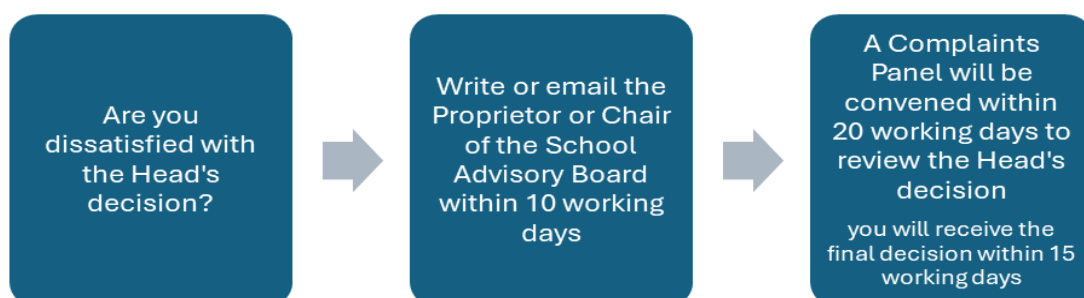 Are you
dissatisfied with
the Head's
decision?
Write or email the
Proprietor or Chair
of the School
Advisory Board
within 10 working
days
A Complaints
Panel will be
convened within
20 working days to
review the Head's
decision
you will receive the
final decision within 15
working days